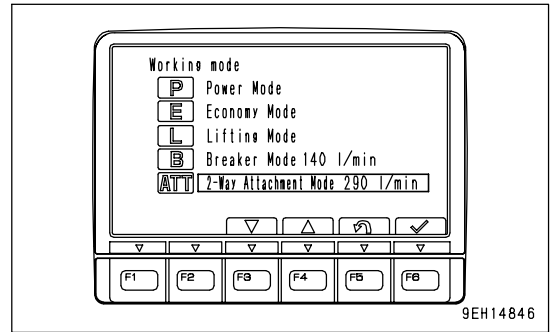 Working mode
P Power Mode
E Economy Mode
L Lifting Mode
B Breaker Mode 140 l/min
ATT 2-Way Attachment Mode 290 l/min
F1 F2 F3 F4 F5 F6
9EH14846